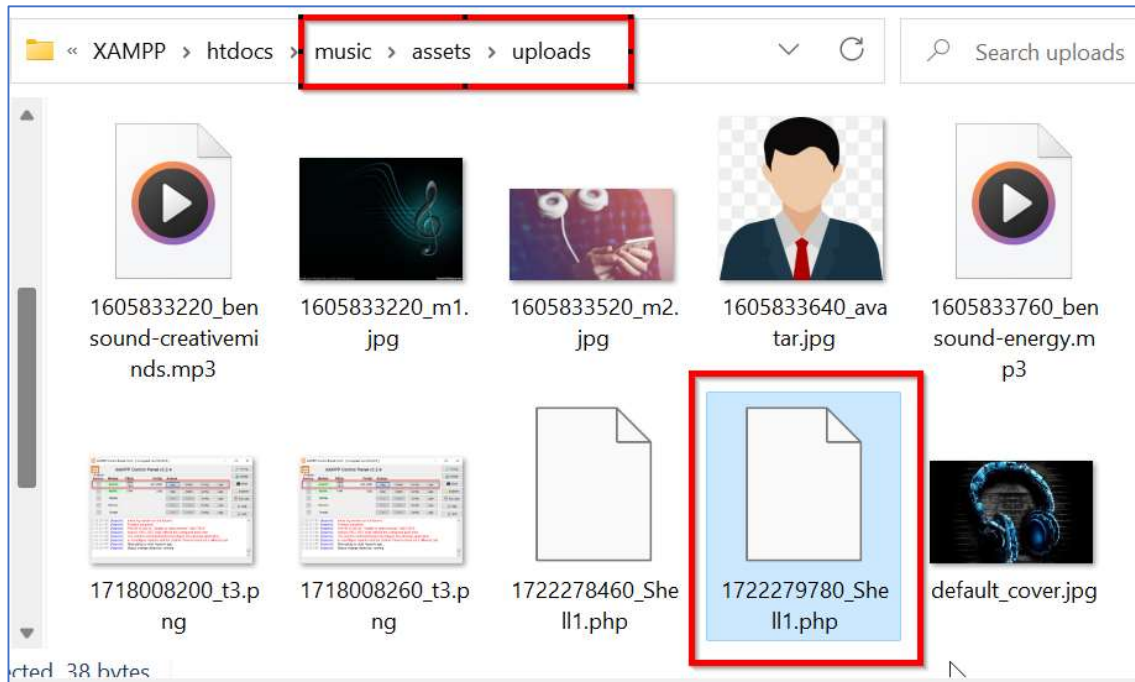 « XAMPP > htdocs > music > assets > uploads
Search uploads
1605833220_ben
sound-creativemi
nds.mp3
1605833220_m1.
jpg
1605833520_m2.
jpg
1605833640_ava
tar.jpg
1605833760_ben
sound-energy.m
p3
1718008200_t3.p
ng
1718008260_t3.p
ng
1722278460_She
ll1.php
1722279780_She
ll1.php
default_cover.jpg
ected 38 bytes